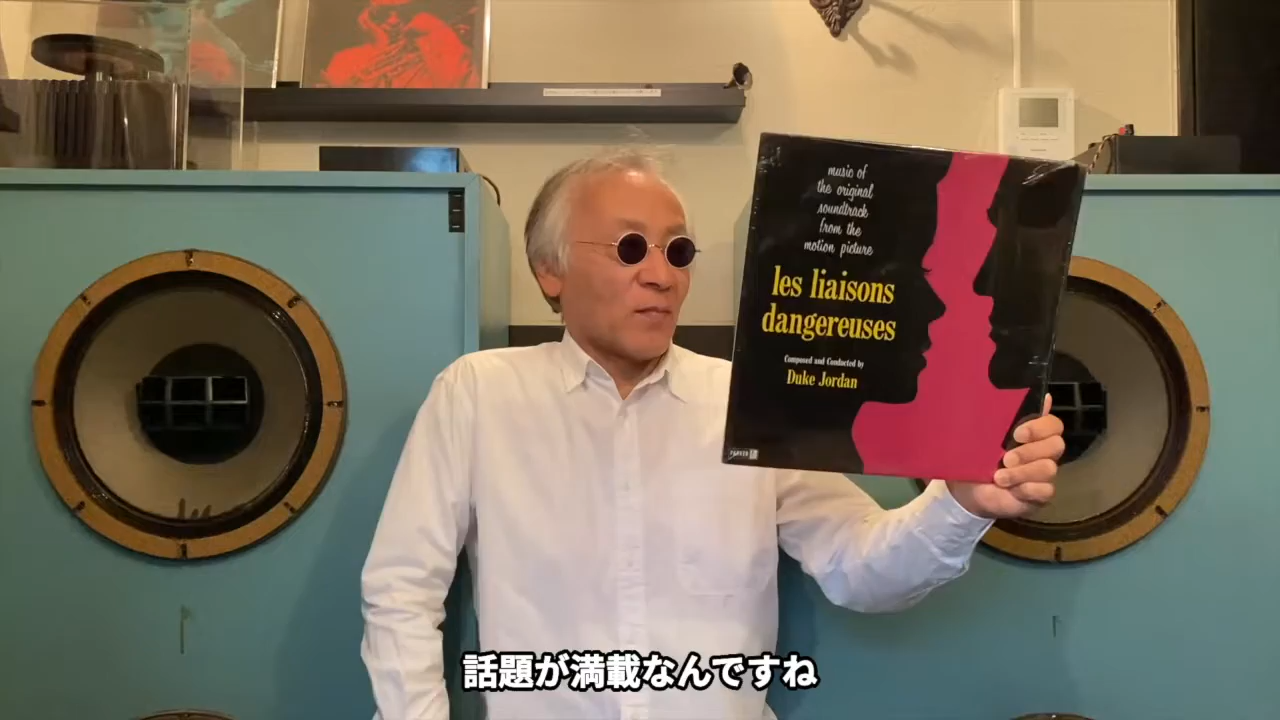 music of
the original
soundtrack
from the
motion picture
les liaisons
dangereuses
Composed and Conducted by
Duke Jordan
PARKER
話題が満載なんですね